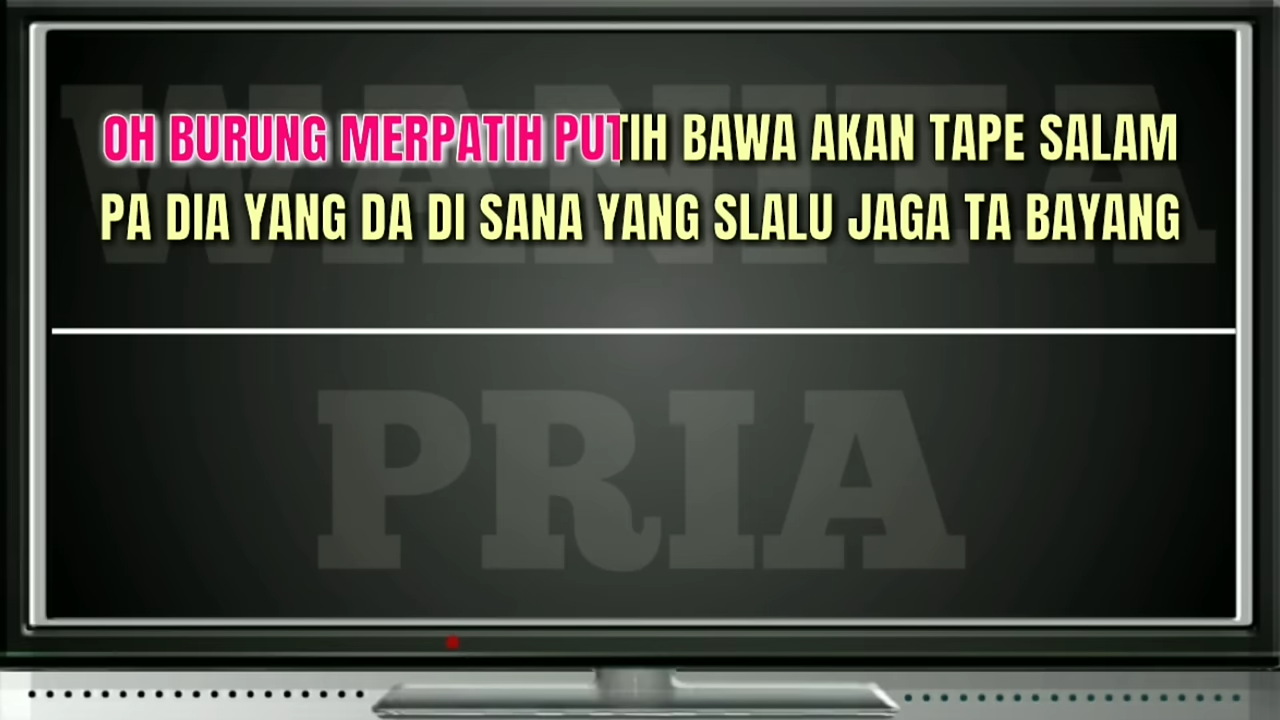 WANITA
OH BURUNG MERPATIH PUTIH BAWA AKAN TAPE SALAM
PA DIA YANG DA DI SANA YANG SLALU JAGA TA BAYANG
PRIA